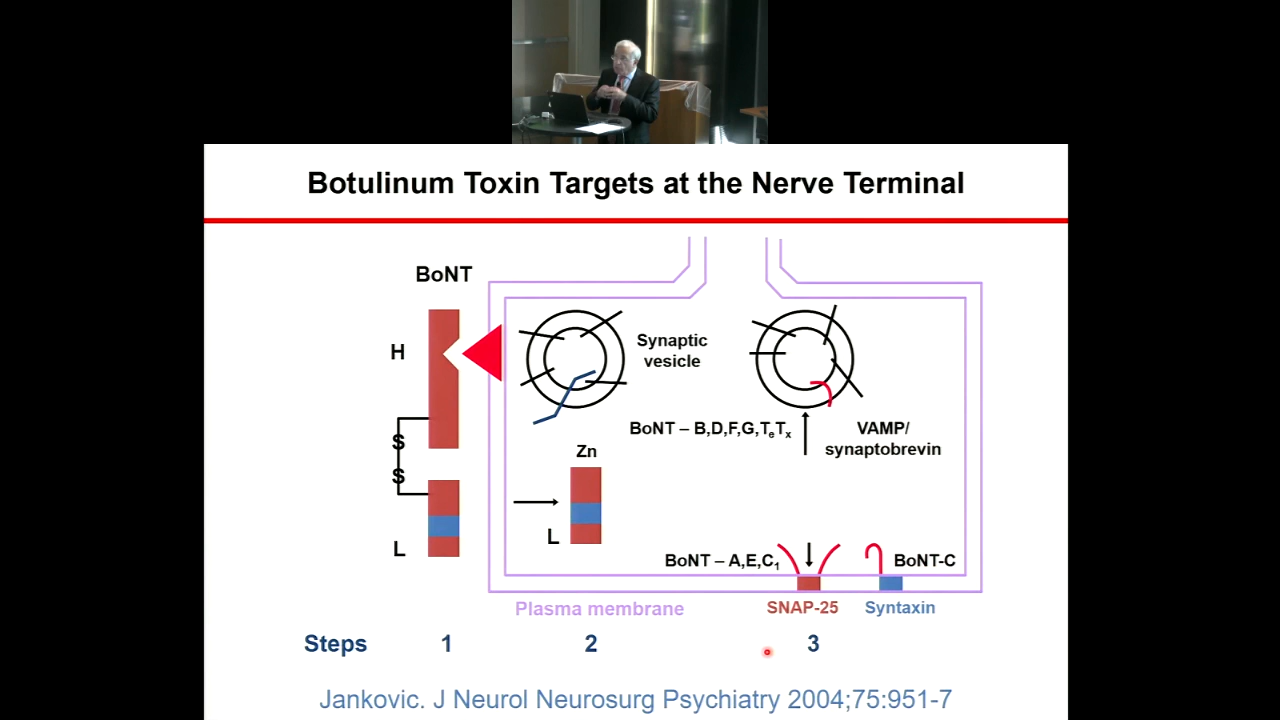 Botulinum Toxin Targets at the Nerve Terminal
BoNT
H
S
S
L
Synaptic
vesicle
Zn
L
BoNT – B,D,F,G,TeTx
VAMP/
synaptobrevin
BoNT – A,E,C1
BoNT-C
Plasma membrane
SNAP-25
Syntaxin
Steps 1 2 3
Jankovic. J Neurol Neurosurg Psychiatry 2004;75:951-7